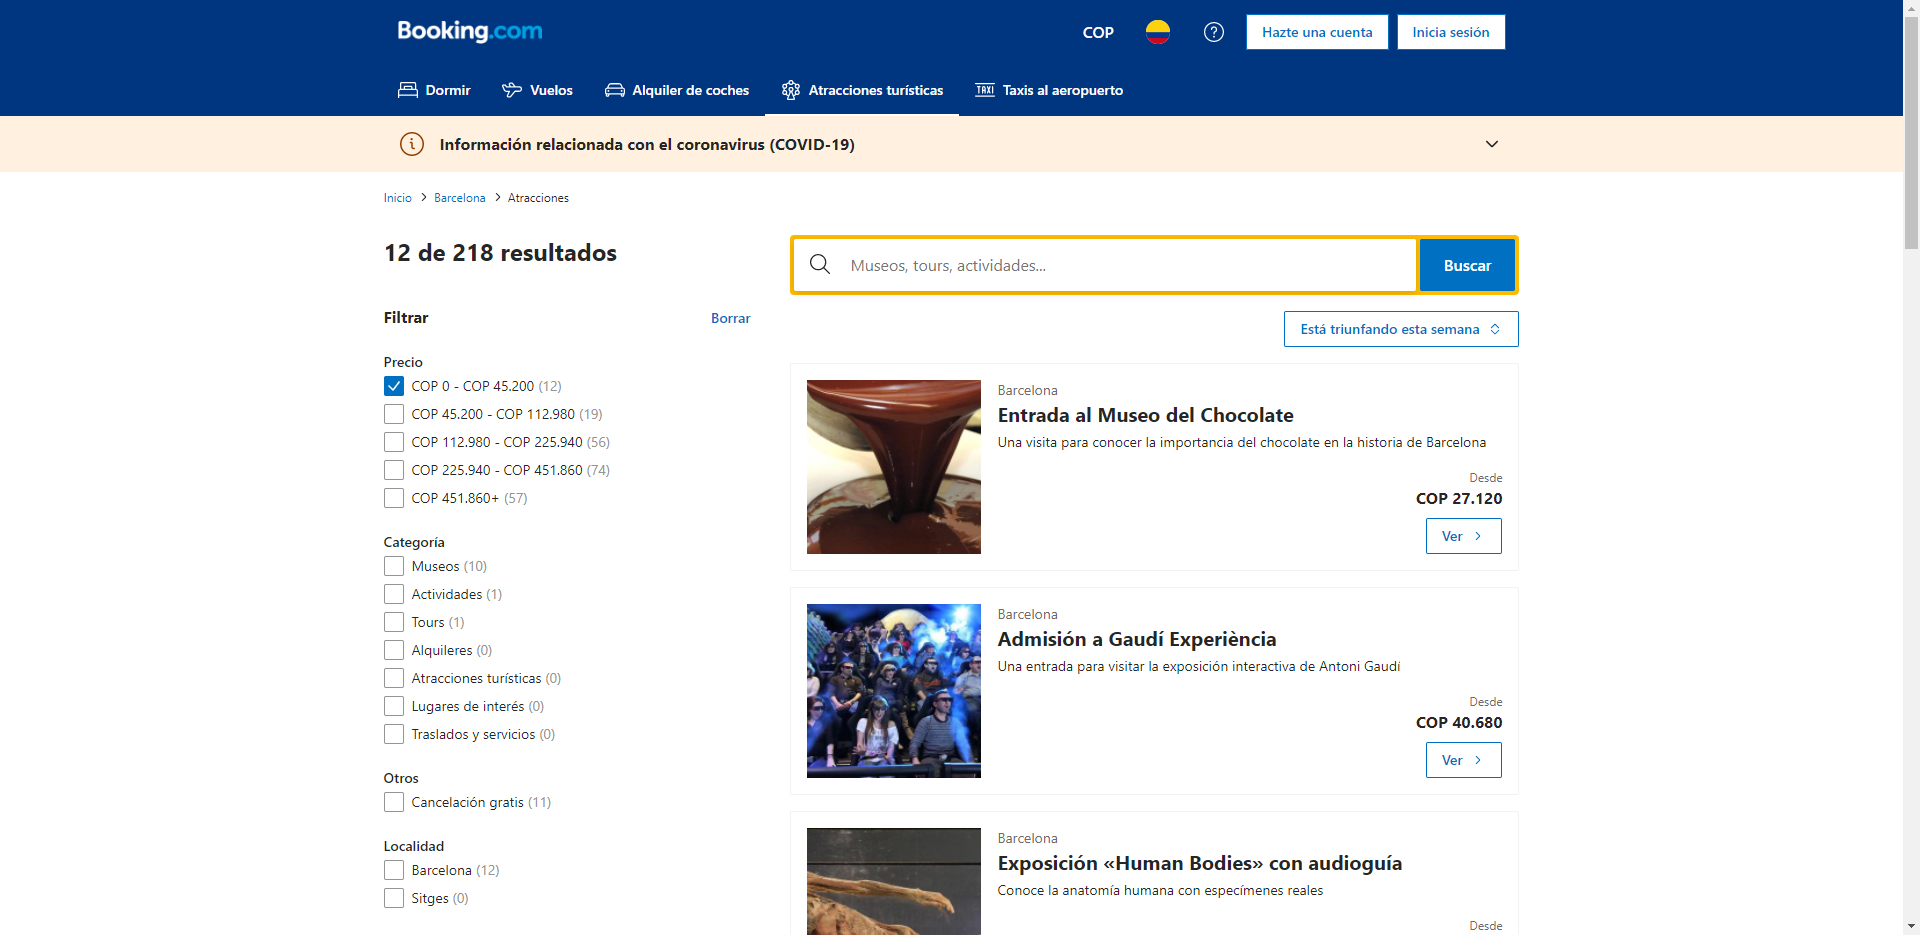 Booking.com
COP
Hazte una cuenta
Inicia sesión
Dormir
Vuelos
Alquiler de coches
Atracciones turísticas
TAXI
Taxis al aeropuerto
Información relacionada con el coronavirus (COVID-19)
Inicio > Barcelona > Atracciones
12 de 218 resultados
Museos, tours, actividades...
Buscar
Filtrar
Borrar
Está triunfando esta semana
Precio
COP 0 - COP 45.200 (12)
COP 45.200 - COP 112.980 (19)
COP 112.980 - COP 225.940 (56)
COP 225.940 - COP 451.860 (74)
COP 451.860+ (57)
Categoría
Museos (10)
Actividades (1)
Tours (1)
Alquileres (0)
Atracciones turísticas (0)
Lugares de interés (0)
Traslados y servicios (0)
Otros
Cancelación gratis (11)
Localidad
Barcelona (12)
Sitges (0)
Barcelona
Entrada al Museo del Chocolate
Una visita para conocer la importancia del chocolate en la historia de Barcelona
Desde
COP 27.120
Ver
Barcelona
Admisión a Gaudí Experiència
Una entrada para visitar la exposición interactiva de Antoni Gaudí
Desde
COP 40.680
Ver
Barcelona
Exposición «Human Bodies» con audioguía
Conoce la anatomía humana con especímenes reales
Desde